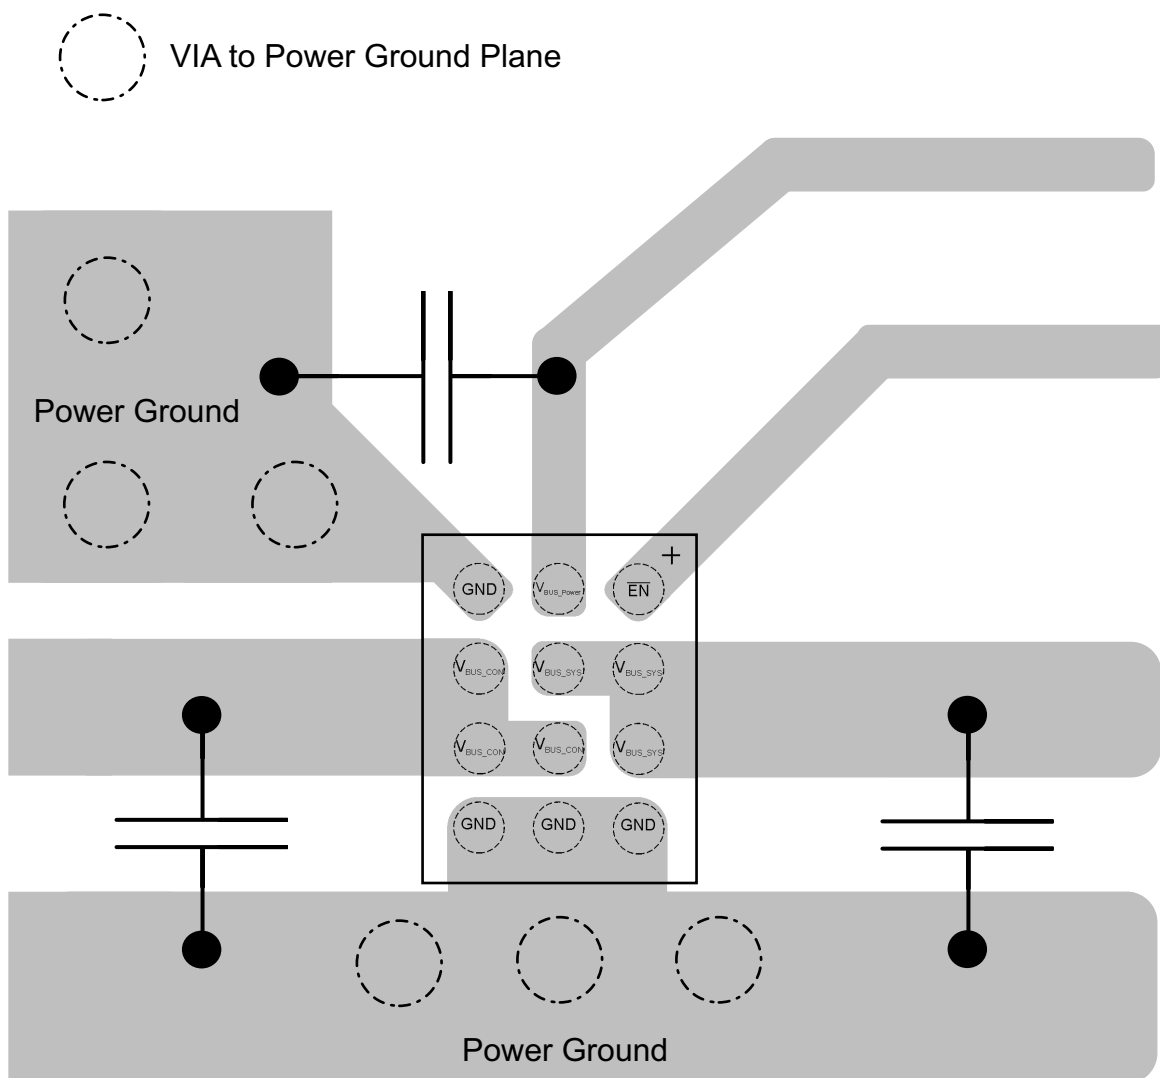 VIA to Power Ground Plane
Power Ground
+
GND VBUS_Power EN
VBUS_CON VBUS_SYS VBUS_SYS
VBUS_CON VBUS_CON VBUS_SYS
GND GND GND
Power Ground